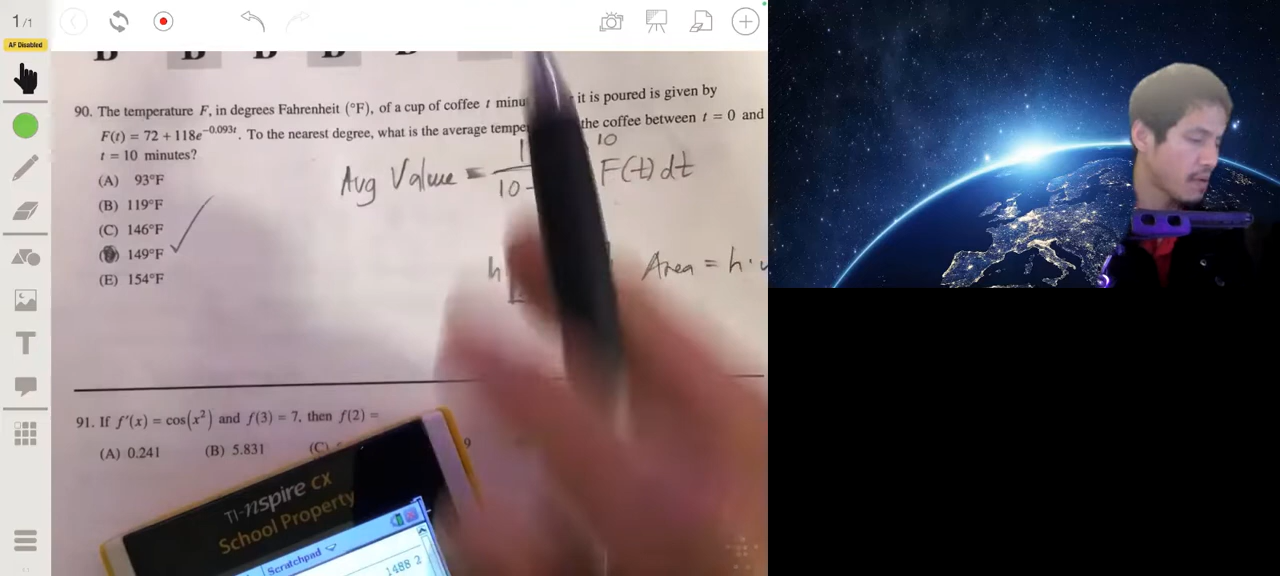 1/1
AF Disabled
90. The temperature F, in degrees Fahrenheit (°F), of a cup of coffee t it is poured is given by
F(t) = 72 + 118e^{-0.093t}. To the nearest degree, what is the average the coffee between t = 0 and
t = 10 minutes?
(A) 93°F
(B) 119°F
(C) 146°F
149°F
(E) 154°F
Avg Value = 1 10
10 - F(t) dt
h Area = h ·
91. If f′(x) = cos(x²) and f(3) = 7, then f(2) =
(A) 0.241 (B) 5.831 (C) 9
TI-nspire CX
School Property
Scratchpad
1488 2
T